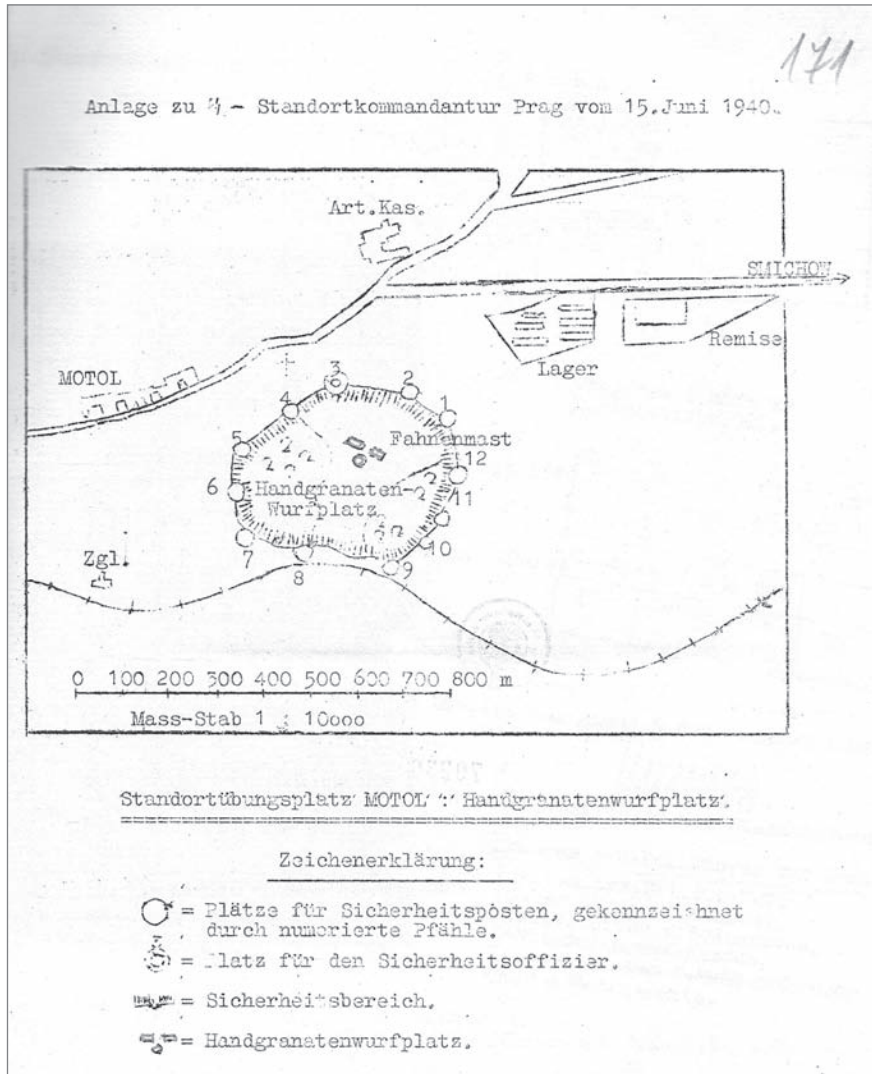 171
Anlage zu ᛋᛋ - Standortkommandantur Prag vom 15.Juni 1940.
Art.Kas.
SMICHOW
Remise
Lager
MOTOL
3
2
4
1
Fahnenmast
5
12
6
Handgranaten-
Wurfplatz
11
7
8
9
10
Zgl.
0 100 200 300 400 500 600 700 800 m
Mass-Stab 1 : 10ooo
Standortübungsplatz MOTOL : Handgranatenwurfplatz.
Zeichenerklärung:
= Plätze für Sicherheitsposten, gekennzeichnet
durch numerierte Pfähle.
= Platz für den Sicherheitsoffizier.
= Sicherheitsbereich.
= Handgranatenwurfplatz.